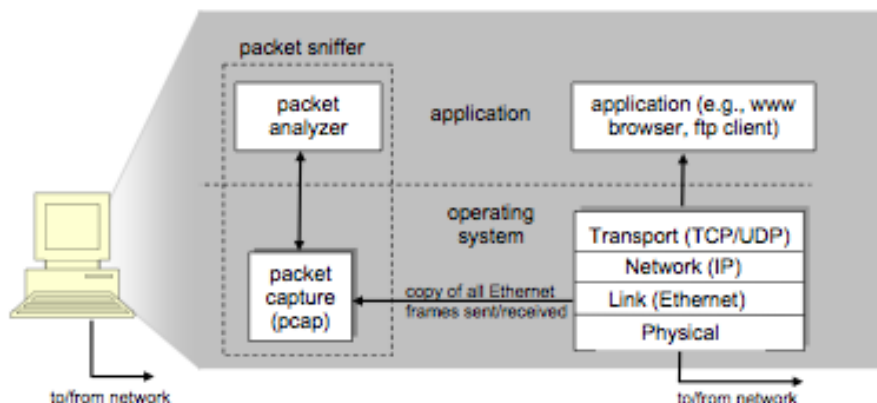 packet sniffer
packet
analyzer
application
application (e.g., www
browser, ftp client)
operating
system
packet
capture
(pcap)
copy of all Ethernet
frames sent/received
Transport (TCP/UDP)
Network (IP)
Link (Ethernet)
Physical
to/from network
to/from network